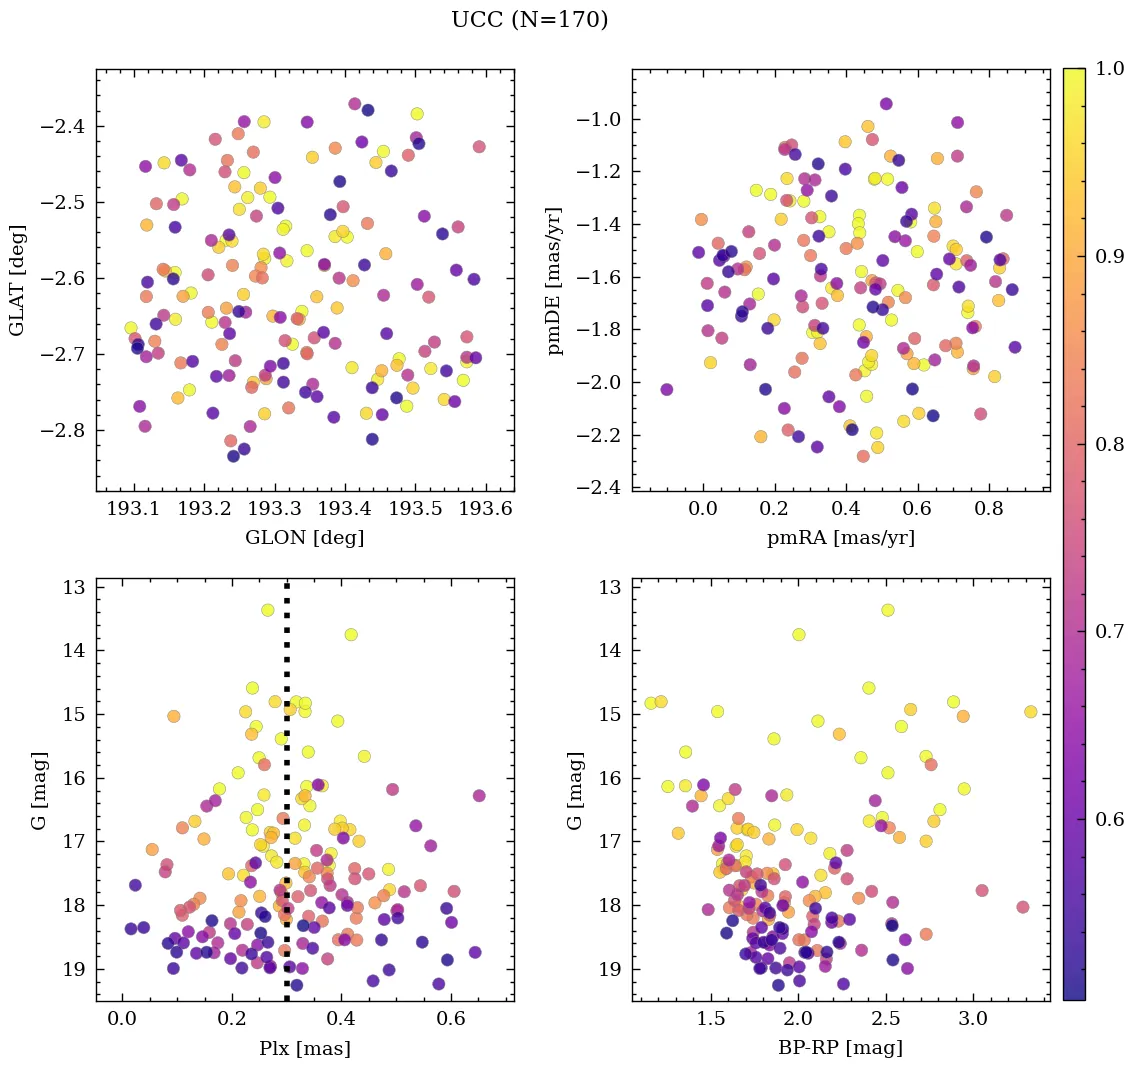 UCC (N=170)
−2.4
−2.5
−2.6
−2.7
−2.8
GLAT [deg]
193.1 193.2 193.3 193.4 193.5 193.6
GLON [deg]
−1.0
−1.2
−1.4
−1.6
−1.8
−2.0
−2.2
−2.4
pmDE [mas/yr]
0.0 0.2 0.4 0.6 0.8
pmRA [mas/yr]
1.0
0.9
0.8
0.7
0.6
13
14
15
16
17
18
19
G [mag]
0.0 0.2 0.4 0.6
Plx [mas]
13
14
15
16
17
18
19
G [mag]
1.5 2.0 2.5 3.0
BP-RP [mag]